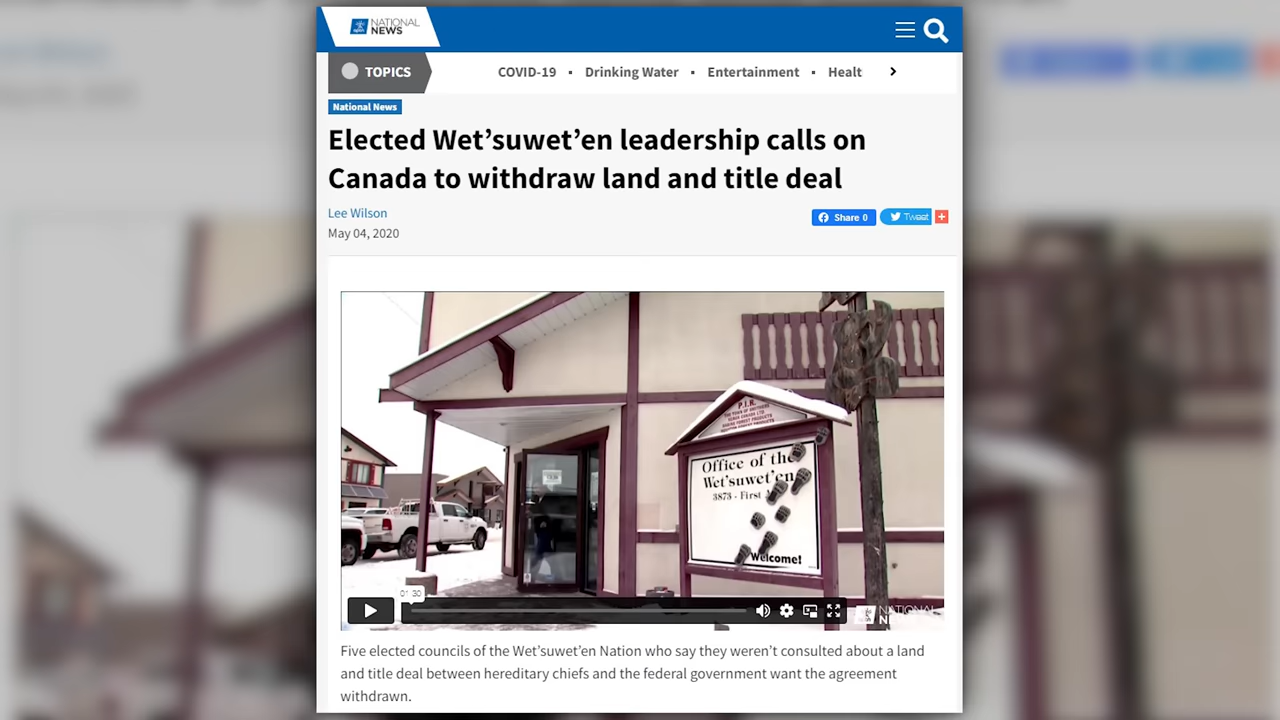 NATIONAL
NEWS
TOPICS
COVID-19 ▪ Drinking Water ▪ Entertainment ▪ Healt
National News
Elected Wet’suwet’en leadership calls on
Canada to withdraw land and title deal
Lee Wilson
Share 0
Tweet
May 04, 2020
P.I.R.
Office of the
Wet'suwet'en
3873 - First
Welcome!
01:30
NATIONAL
Five elected councils of the Wet’suwet’en Nation who say they weren’t consulted about a land
and title deal between hereditary chiefs and the federal government want the agreement
withdrawn.